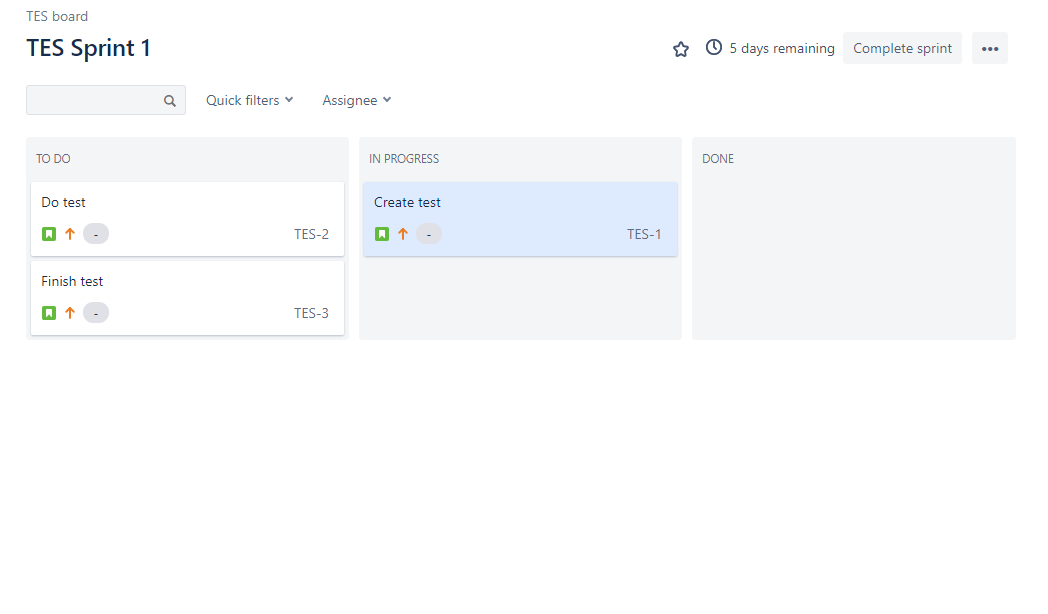 TES board
TES Sprint 1
5 days remaining
Complete sprint
Quick filters
Assignee
TO DO
Do test
-
TES-2
Finish test
-
TES-3
IN PROGRESS
Create test
-
TES-1
DONE